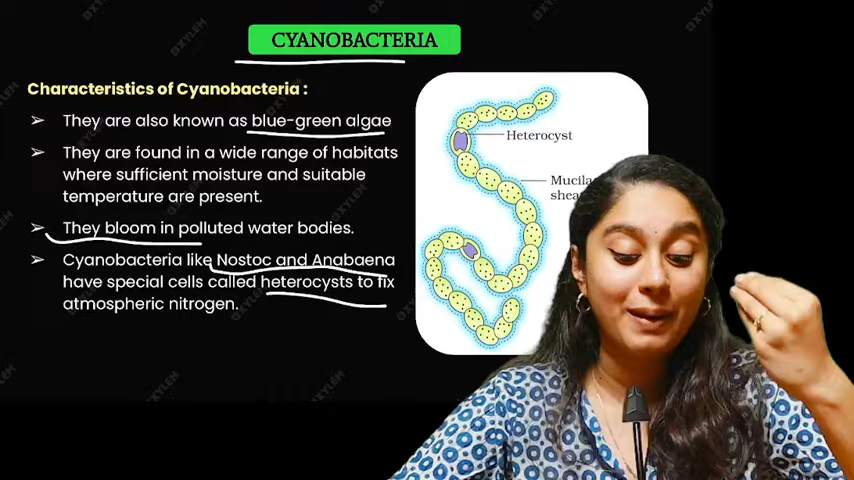 CYANOBACTERIA
Characteristics of Cyanobacteria :
➢ They are also known as blue-green algae
➢ They are found in a wide range of habitats
where sufficient moisture and suitable
temperature are present.
➢ They bloom in polluted water bodies.
➢ Cyanobacteria like Nostoc and Anabaena
have special cells called heterocysts to fix
atmospheric nitrogen.
Heterocyst
OXYLEM